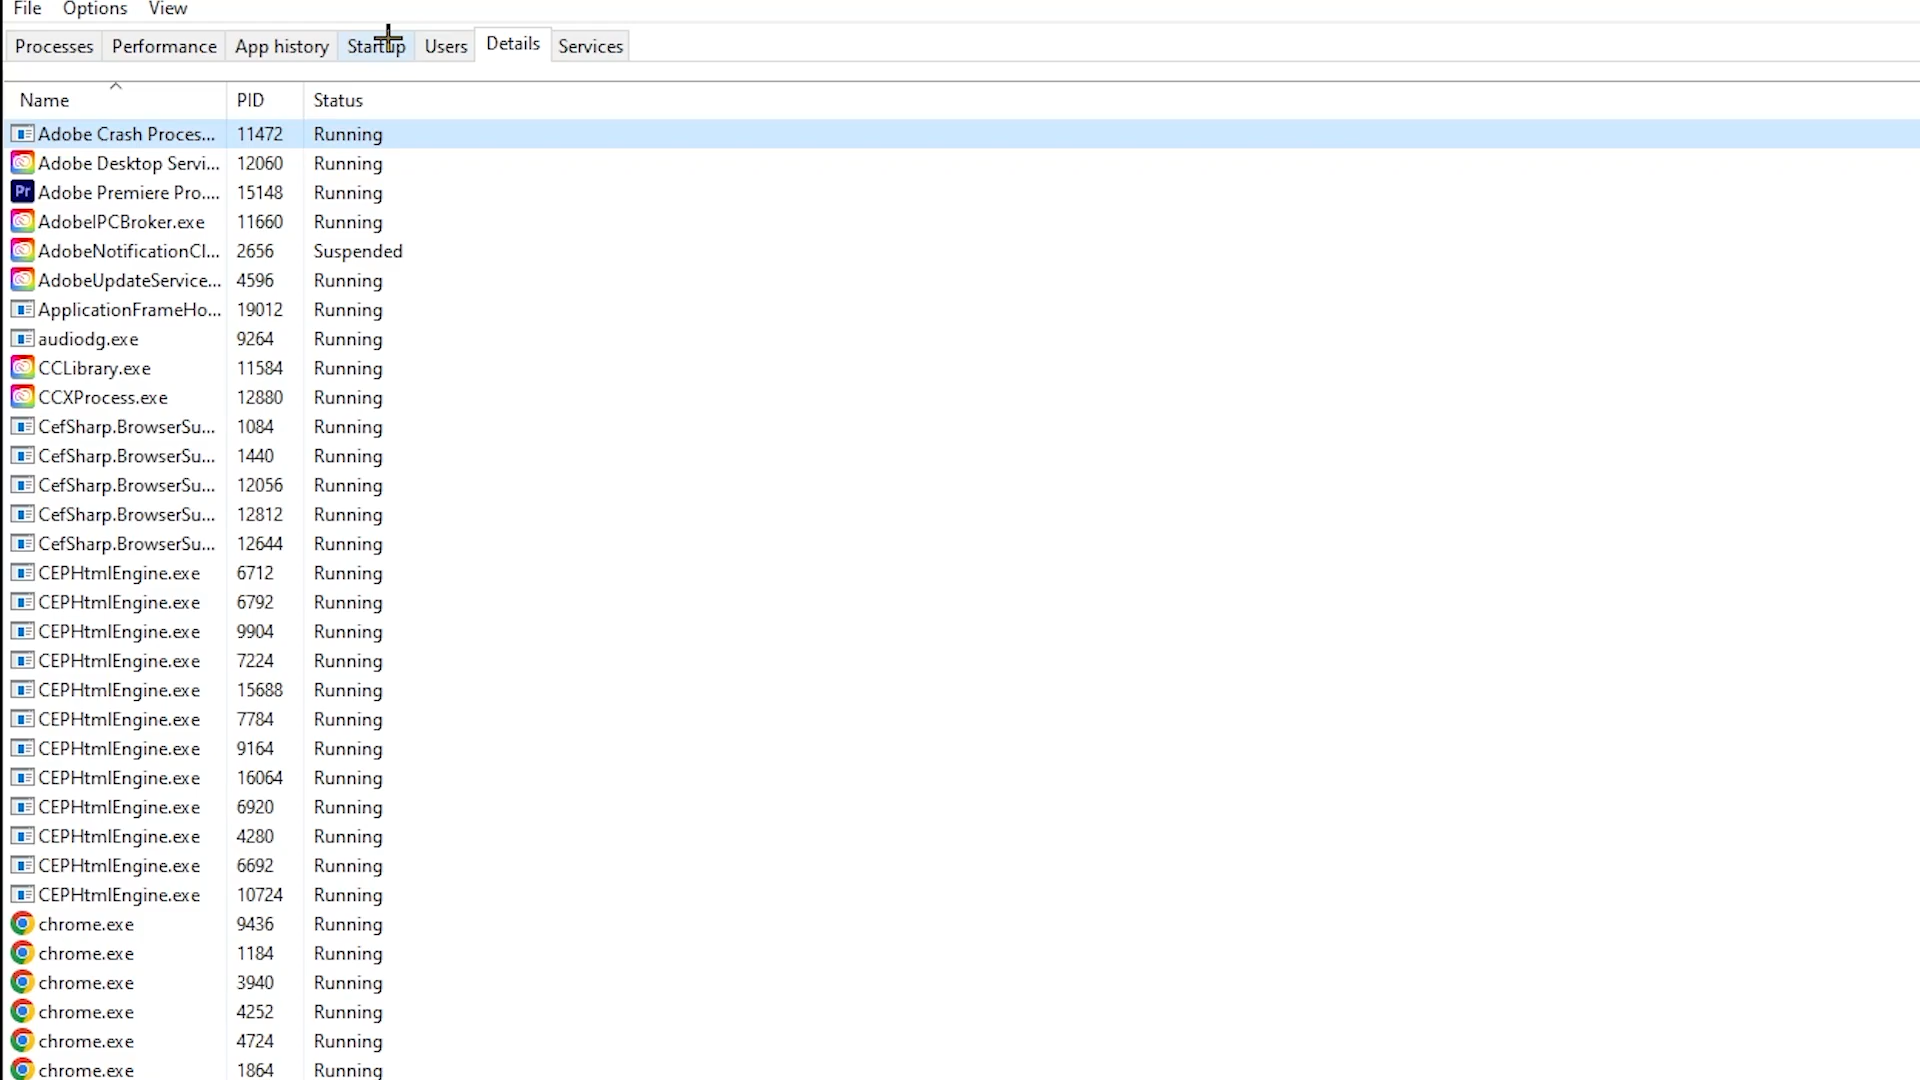 File Options View
Processes Performance App history Startup Users Details Services
Name PID Status
Adobe Crash Proces... 11472 Running
Adobe Desktop Servi... 12060 Running
Pr Adobe Premiere Pro.... 15148 Running
AdobeIPCBroker.exe 11660 Running
AdobeNotificationCl... 2656 Suspended
AdobeUpdateService... 4596 Running
ApplicationFrameHo... 19012 Running
audiodg.exe 9264 Running
CCLibrary.exe 11584 Running
CCXProcess.exe 12880 Running
CefSharp.BrowserSu... 1084 Running
CefSharp.BrowserSu... 1440 Running
CefSharp.BrowserSu... 12056 Running
CefSharp.BrowserSu... 12812 Running
CefSharp.BrowserSu... 12644 Running
CEPHtmlEngine.exe 6712 Running
CEPHtmlEngine.exe 6792 Running
CEPHtmlEngine.exe 9904 Running
CEPHtmlEngine.exe 7224 Running
CEPHtmlEngine.exe 15688 Running
CEPHtmlEngine.exe 7784 Running
CEPHtmlEngine.exe 9164 Running
CEPHtmlEngine.exe 16064 Running
CEPHtmlEngine.exe 6920 Running
CEPHtmlEngine.exe 4280 Running
CEPHtmlEngine.exe 6692 Running
CEPHtmlEngine.exe 10724 Running
chrome.exe 9436 Running
chrome.exe 1184 Running
chrome.exe 3940 Running
chrome.exe 4252 Running
chrome.exe 4724 Running
chrome.exe 1864 Running